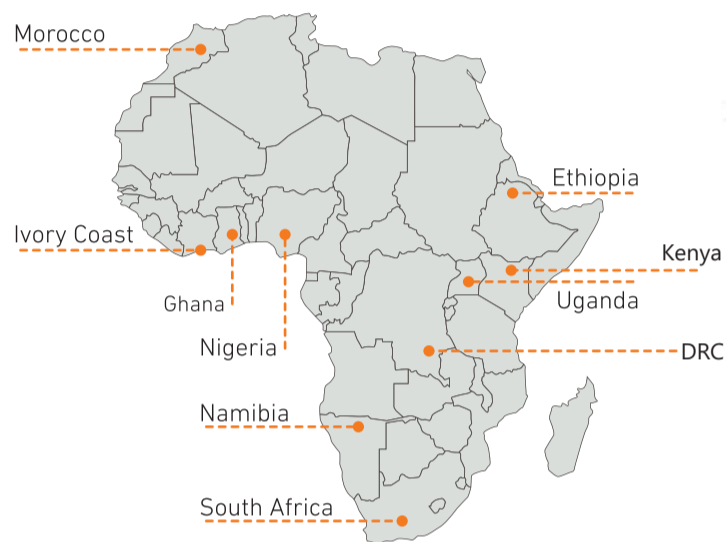 Morocco
Ethiopia
Ivory Coast
Kenya
Uganda
Ghana
Nigeria
DRC
Namibia
South Africa